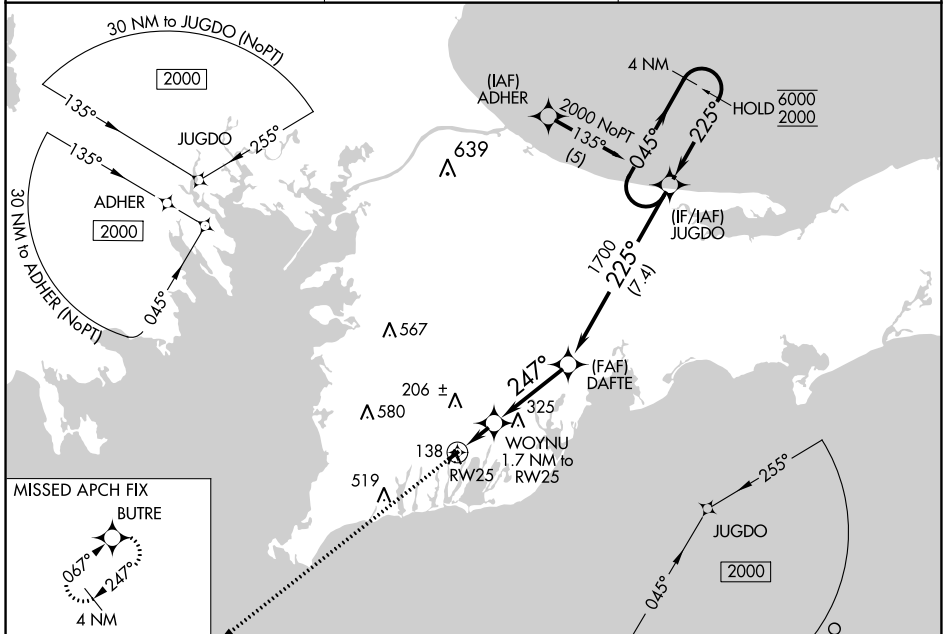 30 NM to JUGDO (NoPT)
2000
135°
JUGDO
255°
135°
ADHER
2000
30 NM to ADHER (NoPT)
045°
(IAF)
ADHER
2000 NoPT
135°
(5)
4 NM
HOLD 6000
2000
045°
225°
(IF/IAF)
JUGDO
639
1700
225°
(7.4)
567
247°
(FAF)
DAFTE
206 ±
580
325
138
WOYNU
1.7 NM to
RW25
RW25
519
MISSED APCH FIX
BUTRE
067°
247°
4 NM
255°
JUGDO
2000
045°